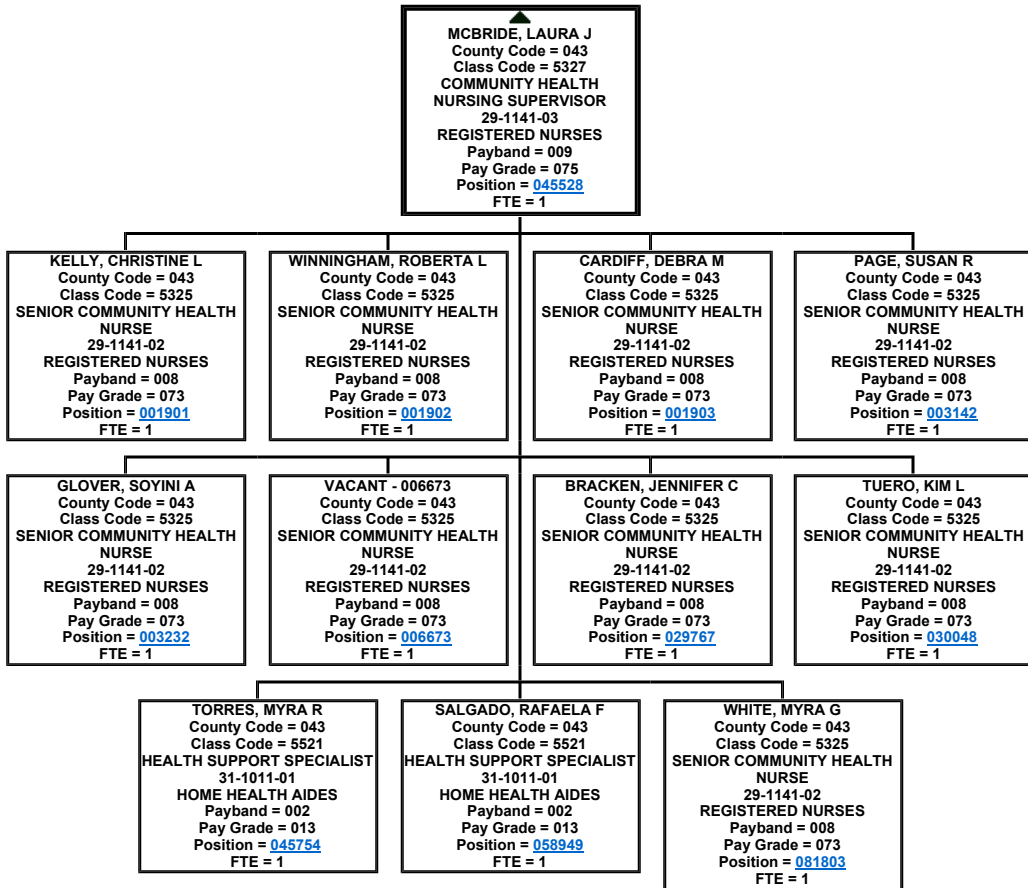 MCBRIDE, LAURA J
County Code = 043
Class Code = 5327
COMMUNITY HEALTH
NURSING SUPERVISOR
29-1141-03
REGISTERED NURSES
Payband = 009
Pay Grade = 075
Position = 045528
FTE = 1
KELLY, CHRISTINE L
County Code = 043
Class Code = 5325
SENIOR COMMUNITY HEALTH
NURSE
29-1141-02
REGISTERED NURSES
Payband = 008
Pay Grade = 073
Position = 001901
FTE = 1
WINNINGHAM, ROBERTA L
County Code = 043
Class Code = 5325
SENIOR COMMUNITY HEALTH
NURSE
29-1141-02
REGISTERED NURSES
Payband = 008
Pay Grade = 073
Position = 001902
FTE = 1
CARDIFF, DEBRA M
County Code = 043
Class Code = 5325
SENIOR COMMUNITY HEALTH
NURSE
29-1141-02
REGISTERED NURSES
Payband = 008
Pay Grade = 073
Position = 001903
FTE = 1
PAGE, SUSAN R
County Code = 043
Class Code = 5325
SENIOR COMMUNITY HEALTH
NURSE
29-1141-02
REGISTERED NURSES
Payband = 008
Pay Grade = 073
Position = 003142
FTE = 1
GLOVER, SOYINI A
County Code = 043
Class Code = 5325
SENIOR COMMUNITY HEALTH
NURSE
29-1141-02
REGISTERED NURSES
Payband = 008
Pay Grade = 073
Position = 003232
FTE = 1
VACANT - 006673
County Code = 043
Class Code = 5325
SENIOR COMMUNITY HEALTH
NURSE
29-1141-02
REGISTERED NURSES
Payband = 008
Pay Grade = 073
Position = 006673
FTE = 1
BRACKEN, JENNIFER C
County Code = 043
Class Code = 5325
SENIOR COMMUNITY HEALTH
NURSE
29-1141-02
REGISTERED NURSES
Payband = 008
Pay Grade = 073
Position = 029767
FTE = 1
TUERO, KIM L
County Code = 043
Class Code = 5325
SENIOR COMMUNITY HEALTH
NURSE
29-1141-02
REGISTERED NURSES
Payband = 008
Pay Grade = 073
Position = 030048
FTE = 1
TORRES, MYRA R
County Code = 043
Class Code = 5521
HEALTH SUPPORT SPECIALIST
31-1011-01
HOME HEALTH AIDES
Payband = 002
Pay Grade = 013
Position = 045754
FTE = 1
SALGADO, RAFAELA F
County Code = 043
Class Code = 5521
HEALTH SUPPORT SPECIALIST
31-1011-01
HOME HEALTH AIDES
Payband = 002
Pay Grade = 013
Position = 058949
FTE = 1
WHITE, MYRA G
County Code = 043
Class Code = 5325
SENIOR COMMUNITY HEALTH
NURSE
29-1141-02
REGISTERED NURSES
Payband = 008
Pay Grade = 073
Position = 081803
FTE = 1